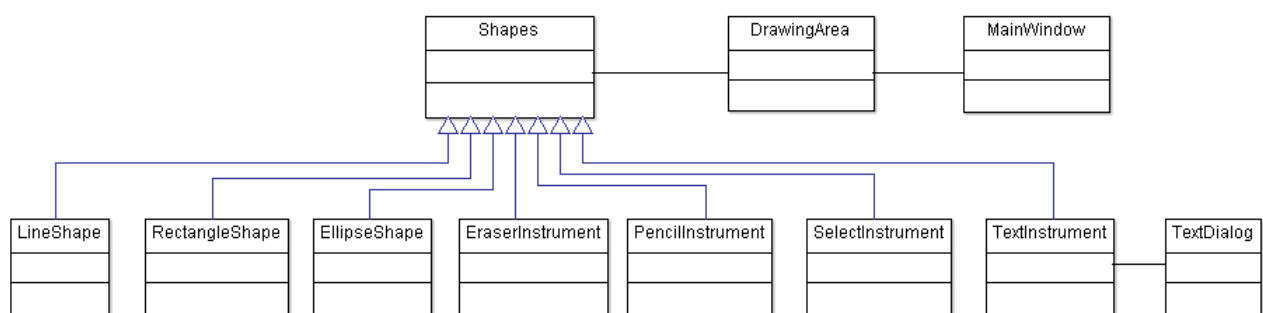 Shapes
DrawingArea
MainWindow
LineShape
RectangleShape
EllipseShape
EraserInstrument
PencilInstrument
SelectInstrument
TextInstrument
TextDialog